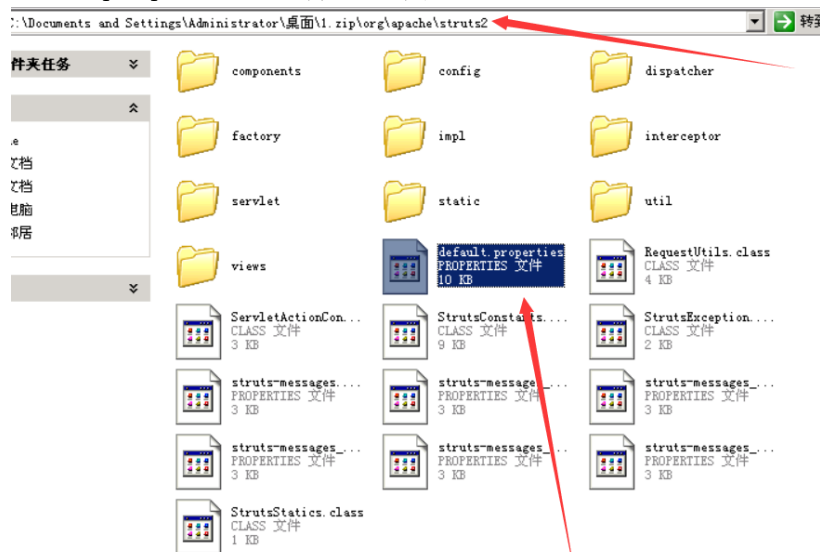 :\Documents and Settings\Administrator\桌面\1.zip\org\apache\struts2
转到
件夹任务
components
config
dispatcher
factory
impl
interceptor
文档
文档
电脑
邻居
servlet
static
util
views
default.properties
PROPERTIES 文件
10 KB
RequestUtils.class
CLASS 文件
4 KB
ServletActionCon...
CLASS 文件
3 KB
StrutsConstants....
CLASS 文件
9 KB
StrutsException....
CLASS 文件
2 KB
struts-messages....
PROPERTIES 文件
3 KB
struts-messages_...
PROPERTIES 文件
3 KB
struts-messages_...
PROPERTIES 文件
3 KB
struts-messages_...
PROPERTIES 文件
3 KB
struts-messages_...
PROPERTIES 文件
3 KB
struts-messages_...
PROPERTIES 文件
3 KB
StrutsStatics.class
CLASS 文件
1 KB